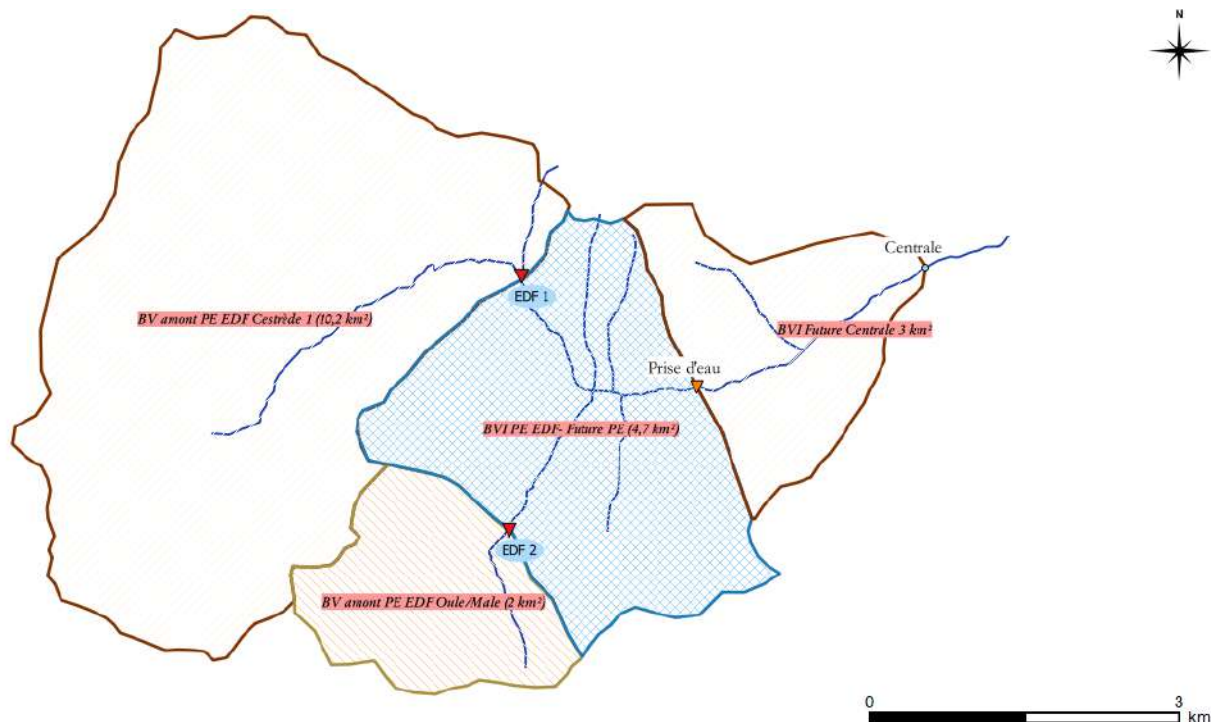 N
Centrale
EDF 1
BV amont PE EDF Cestrède 1 (10,2 km²)
BVI Future Centrale 3 km²
Prise d'eau
BVI PE EDF- Future PE (4,7 km²)
EDF 2
BV amont PE EDF Oule/Male (2 km²)
0 3
km